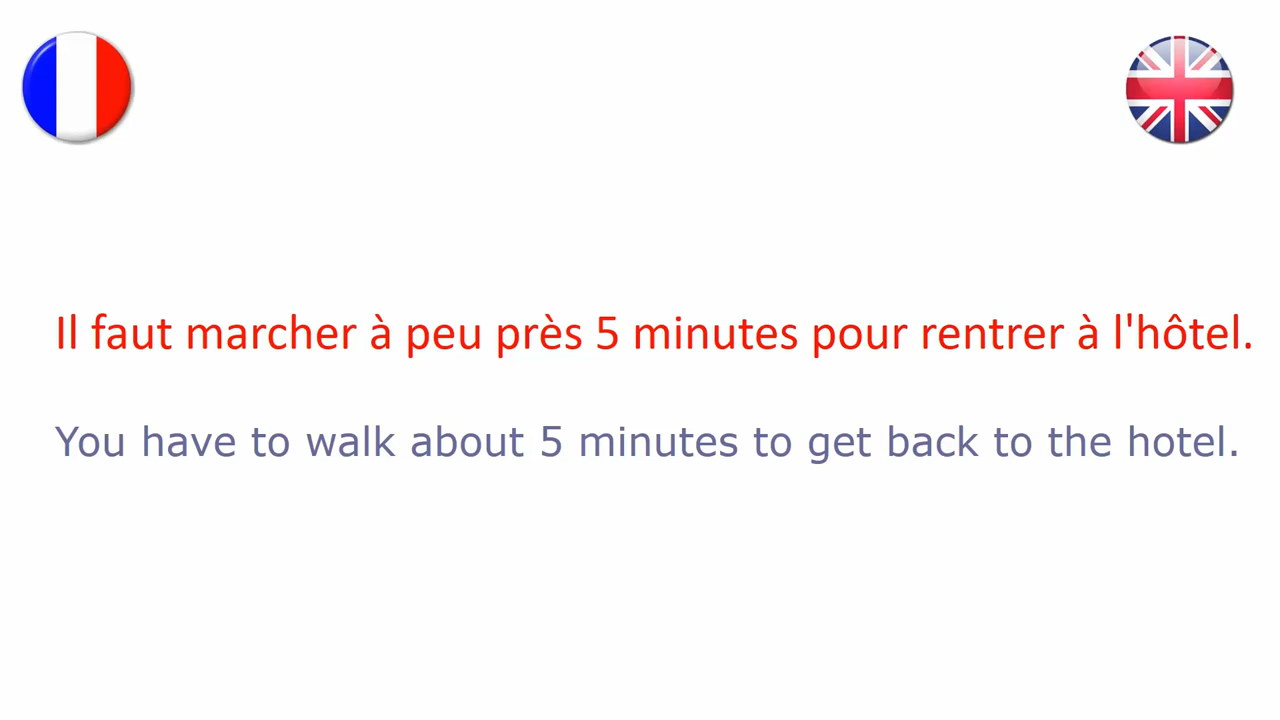 Il faut marcher à peu près 5 minutes pour rentrer à l'hôtel.
You have to walk about 5 minutes to get back to the hotel.